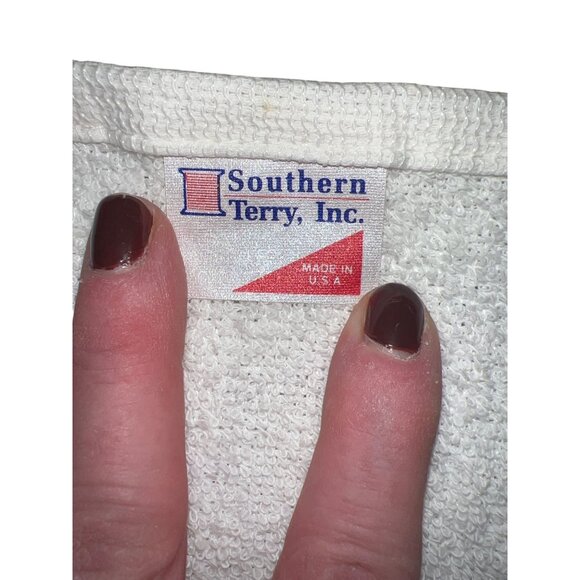 Southern
Terry, Inc.
MADE IN
U.S.A